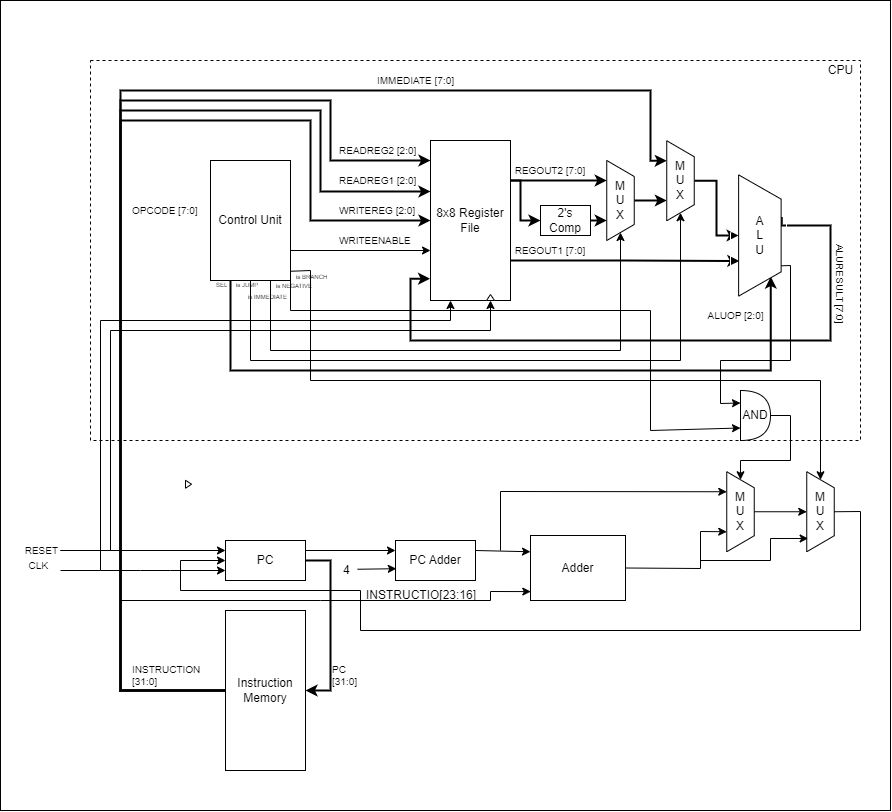 CPU
IMMEDIATE [7:0]
READREG2 [2:0]
READREG1 [2:0]
WRITEREG [2:0]
WRITEENABLE
OPCODE [7:0]
Control Unit
8x8 Register
File
REGOUT2 [7:0]
2's
Comp
REGOUT1 [7:0]
M
U
X
M
U
X
A
L
U
ALURESULT [7:0]
SEL
is JUMP
is IMMEDIATE
is NEGATIVE
is BRANCH
ALUOP [2:0]
AND
M
U
X
M
U
X
RESET
CLK
PC
4
PC Adder
Adder
INSTRUCTIO[23:16]
INSTRUCTION
[31:0]
Instruction
Memory
PC
[31:0]